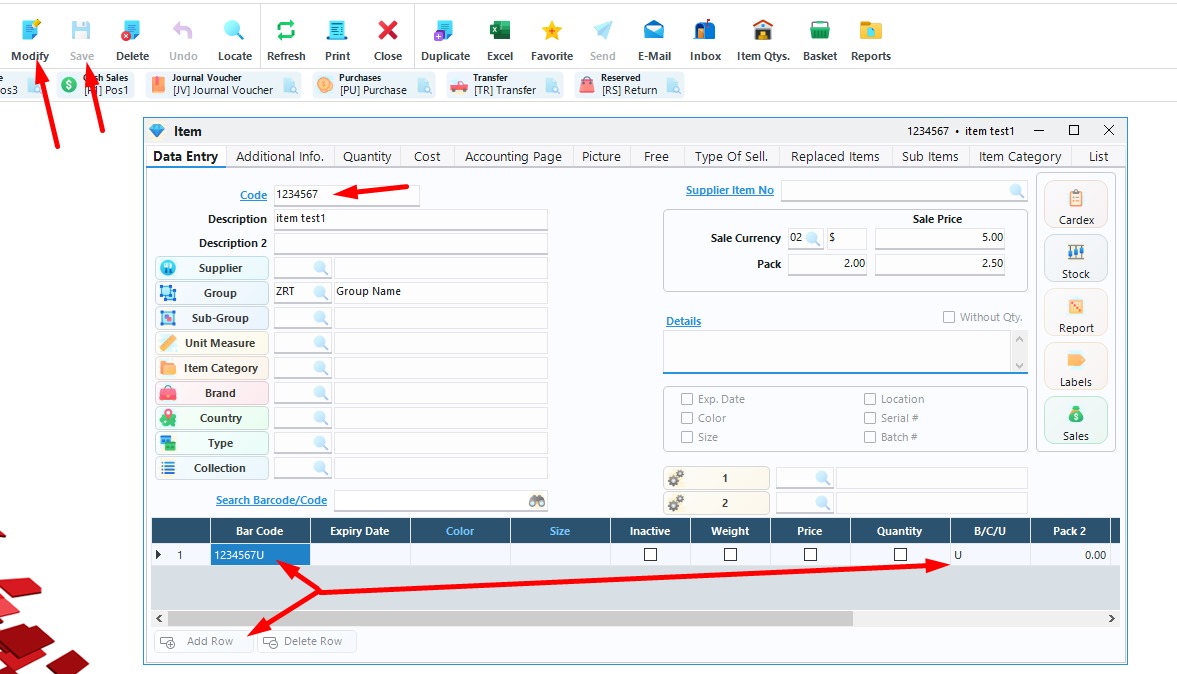 Modify Save Delete Undo Locate Refresh Print Close Duplicate Excel Favorite Send E-Mail Inbox Item Qtys. Basket Reports
Sales Journal Voucher Purchases Transfer Reserved
os3 Pos1 [JV] Journal Voucher [PU] Purchase [TR] Transfer [RS] Return
Item 1234567 • item test1
Data Entry Additional Info. Quantity Cost Accounting Page Picture Free Type Of Sell. Replaced Items Sub Items Item Category List
Code 1234567 Supplier Item No
Description item test1 Sale Price
Description 2 Sale Currency 02 $ 5.00
Supplier Pack 2.00 2.50
Group ZRT Group Name
Sub-Group Details Without Qty.
Unit Measure
Item Category
Brand Exp. Date Location
Country Color Serial #
Type Size Batch #
Collection 1
Search Barcode/Code 2
Cardex
Stock
Report
Labels
Sales
Bar Code Expiry Date Color Size Inactive Weight Price Quantity B/C/U Pack 2
1 1234567U U 0.00
Add Row Delete Row